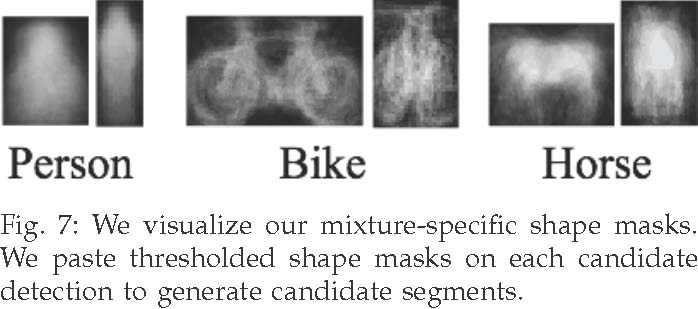 Person Bike Horse
Fig. 7: We visualize our mixture-specific shape masks.
We paste thresholded shape masks on each candidate
detection to generate candidate segments.